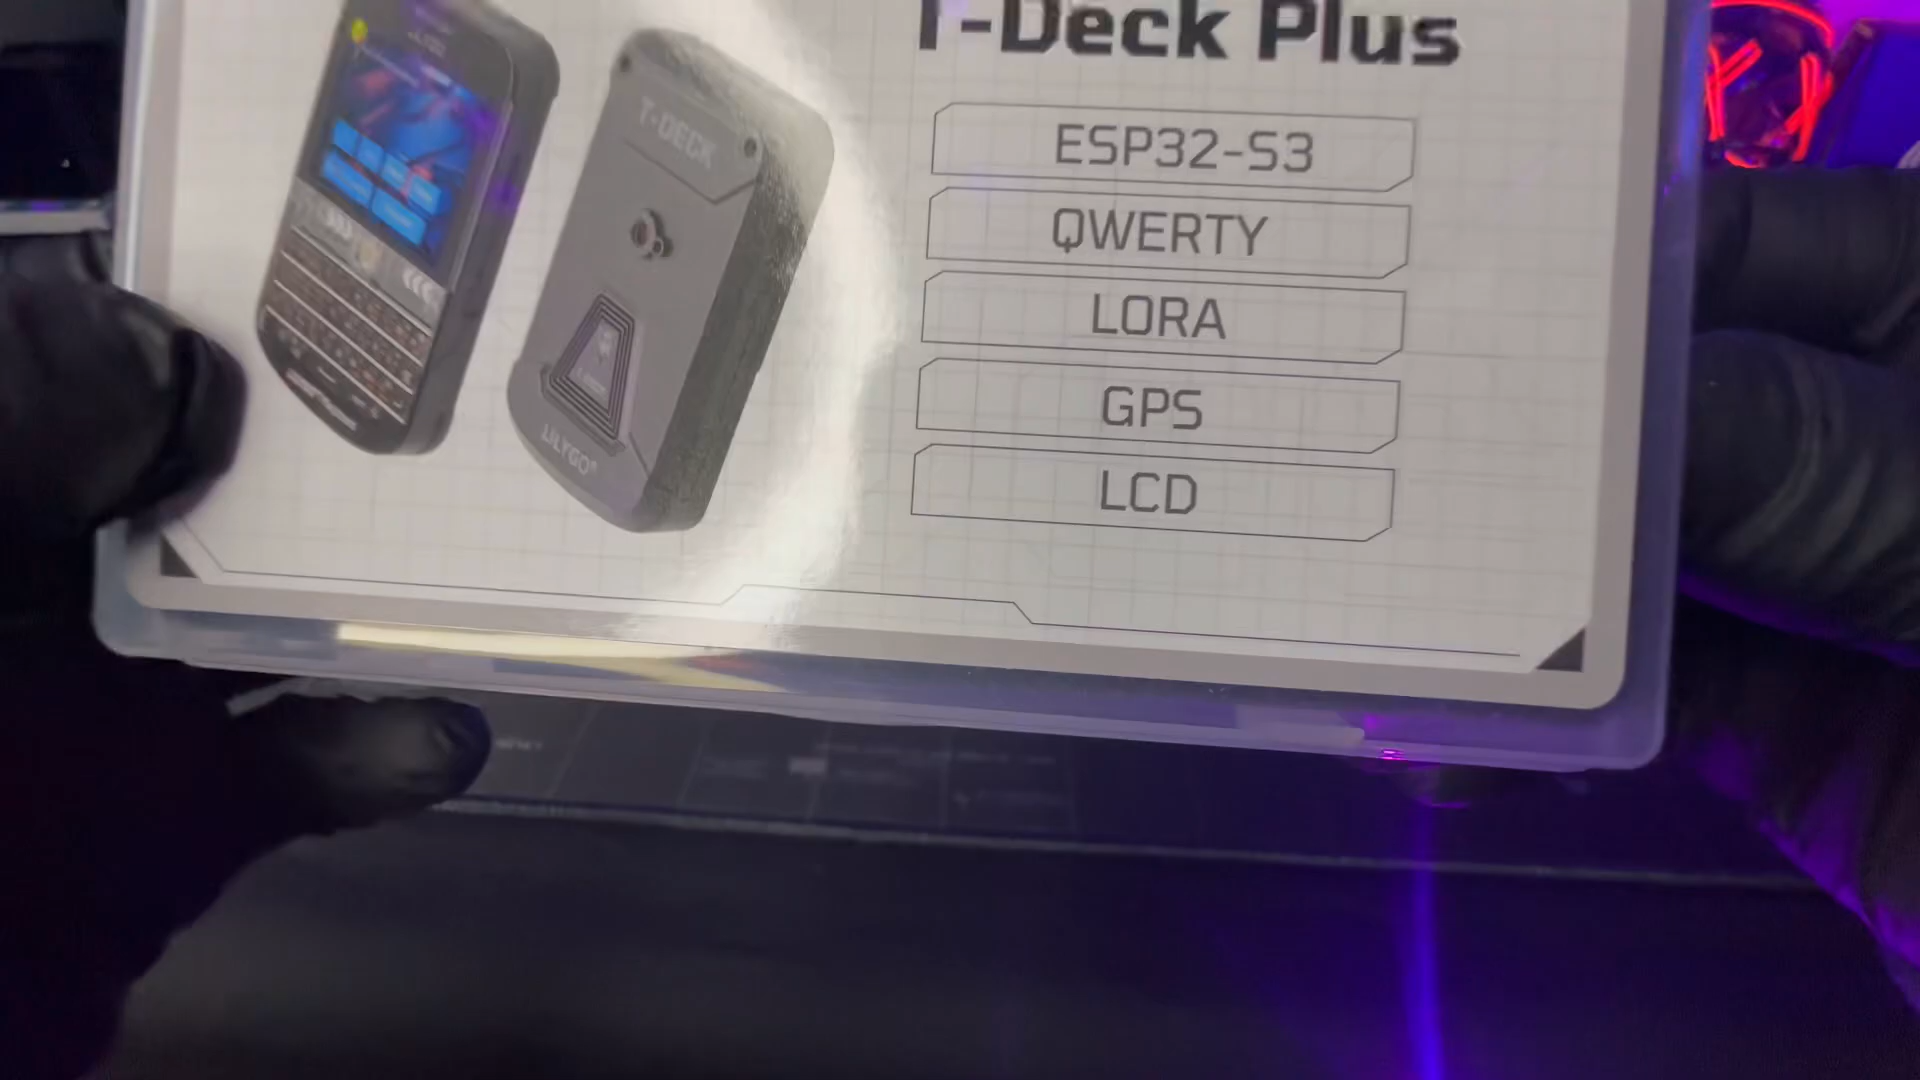 T-Deck Plus
ESP32-S3
QWERTY
LORA
GPS
LCD
T-DECK
LILYGO®